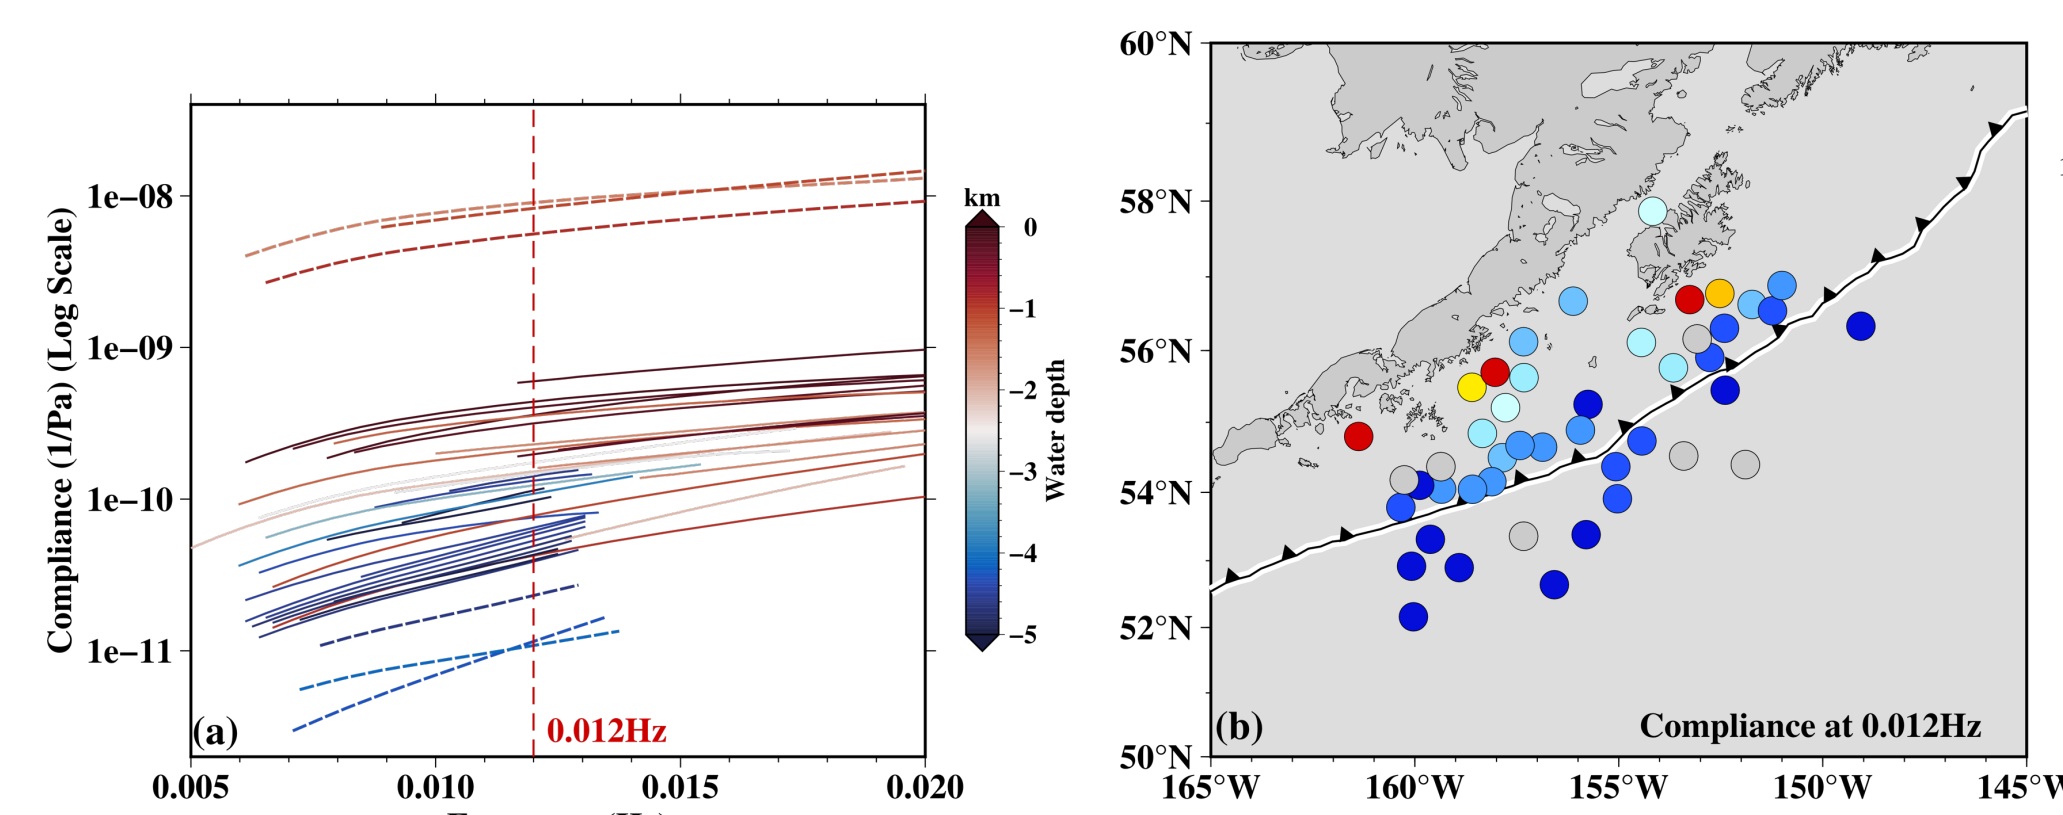 Compliance (1/Pa) (Log Scale)
1e−08
1e−09
1e−10
1e−11
(a)
0.012Hz
0.005
0.010
0.015
0.020
km
0
−1
−2
−3
−4
−5
Water depth
60°N
58°N
56°N
54°N
52°N
50°N
(b)
Compliance at 0.012Hz
165°W
160°W
155°W
150°W
145°W